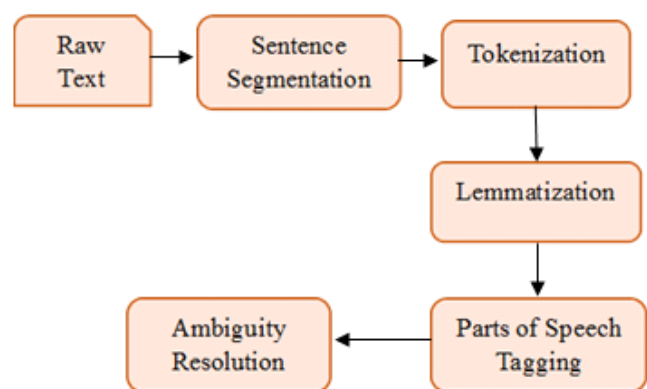 Raw
Text
Sentence
Segmentation
Tokenization
Lemmatization
Parts of Speech
Tagging
Ambiguity
Resolution